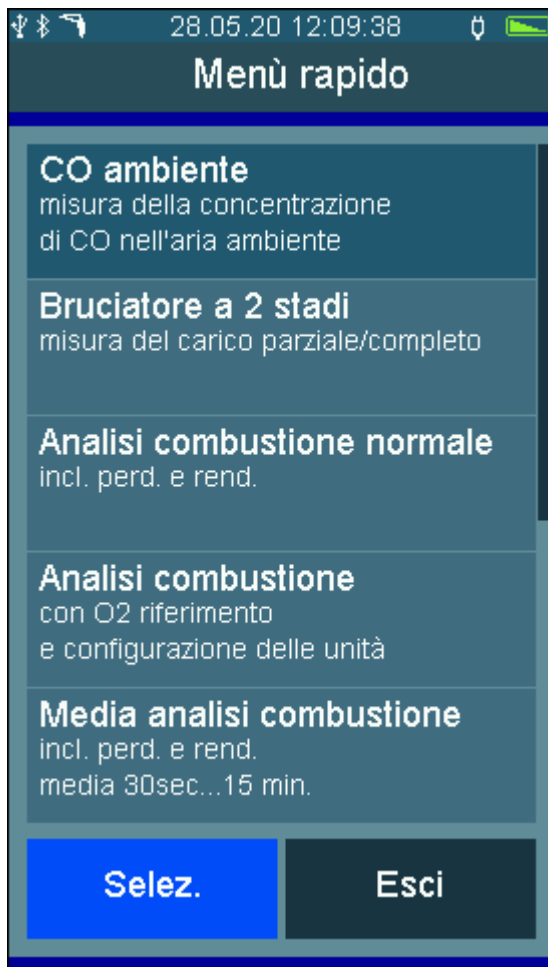 28.05.20 12:09:38
Menù rapido
CO ambiente
misura della concentrazione
di CO nell'aria ambiente
Bruciatore a 2 stadi
misura del carico parziale/completo
Analisi combustione normale
incl. perd. e rend.
Analisi combustione
con O2 riferimento
e configurazione delle unità
Media analisi combustione
incl. perd. e rend.
media 30sec...15 min.
Selez.
Esci